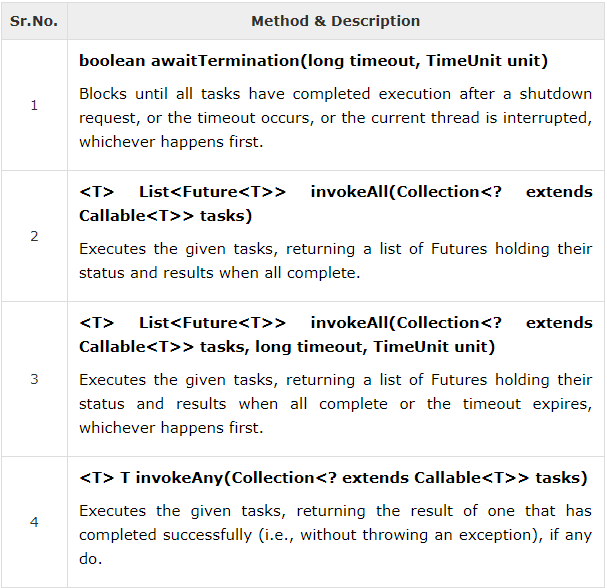 Sr.No. Method & Description
boolean awaitTermination(long timeout, TimeUnit unit)
Blocks until all tasks have completed execution after a shutdown
1
request, or the timeout occurs, or the current thread is interrupted,
whichever happens first.
<T> List<Future<T>> invokeAll(Collection<? extends
Callable<T>> tasks)
2
Executes the given tasks, returning a list of Futures holding their
status and results when all complete.
<T> List<Future<T>> invokeAll(Collection<? extends
Callable<T>> tasks, long timeout, TimeUnit unit)
3
Executes the given tasks, returning a list of Futures holding their
status and results when all complete or the timeout expires,
whichever happens first.
<T> T invokeAny(Collection<? extends Callable<T>> tasks)
4
Executes the given tasks, returning the result of one that has
completed successfully (i.e., without throwing an exception), if any
do.